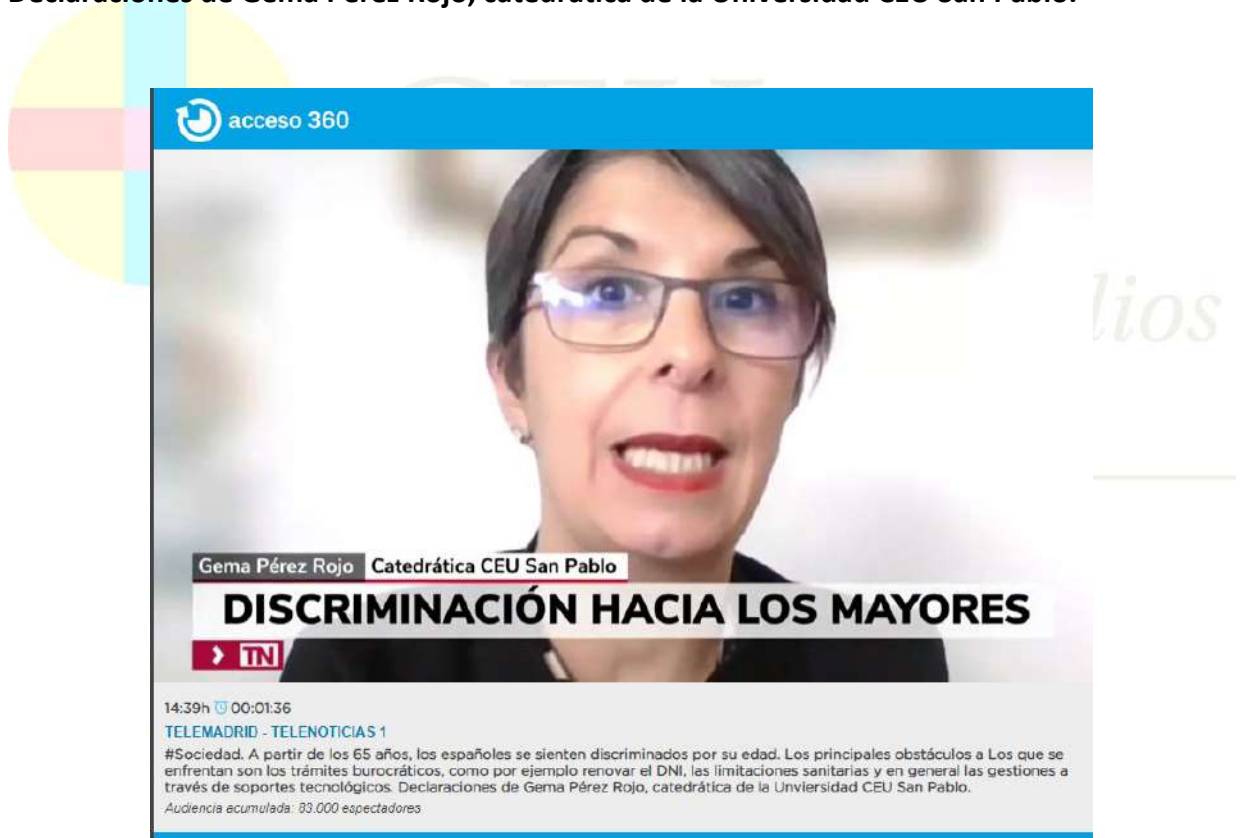 Declaraciones de Gema Pérez Rojo, catedrática de la Universidad CEU San Pablo.
CEU
acceso 360
dios
Gema Pérez Rojo Catedrática CEU San Pablo
DISCRIMINACIÓN HACIA LOS MAYORES
TN
14:39h 00:01:36
TELEMADRID - TELENOTICIAS 1
#Sociedad. A partir de los 65 años, los españoles se sienten discriminados por su edad. Los principales obstáculos a Los que se
enfrentan son los trámites burocráticos, como por ejemplo renovar el DNI, las limitaciones sanitarias y en general las gestiones a
través de soportes tecnológicos. Declaraciones de Gema Pérez Rojo, catedrática de la Unviersidad CEU San Pablo.
Audiencia acumulada: 83.000 espectadores